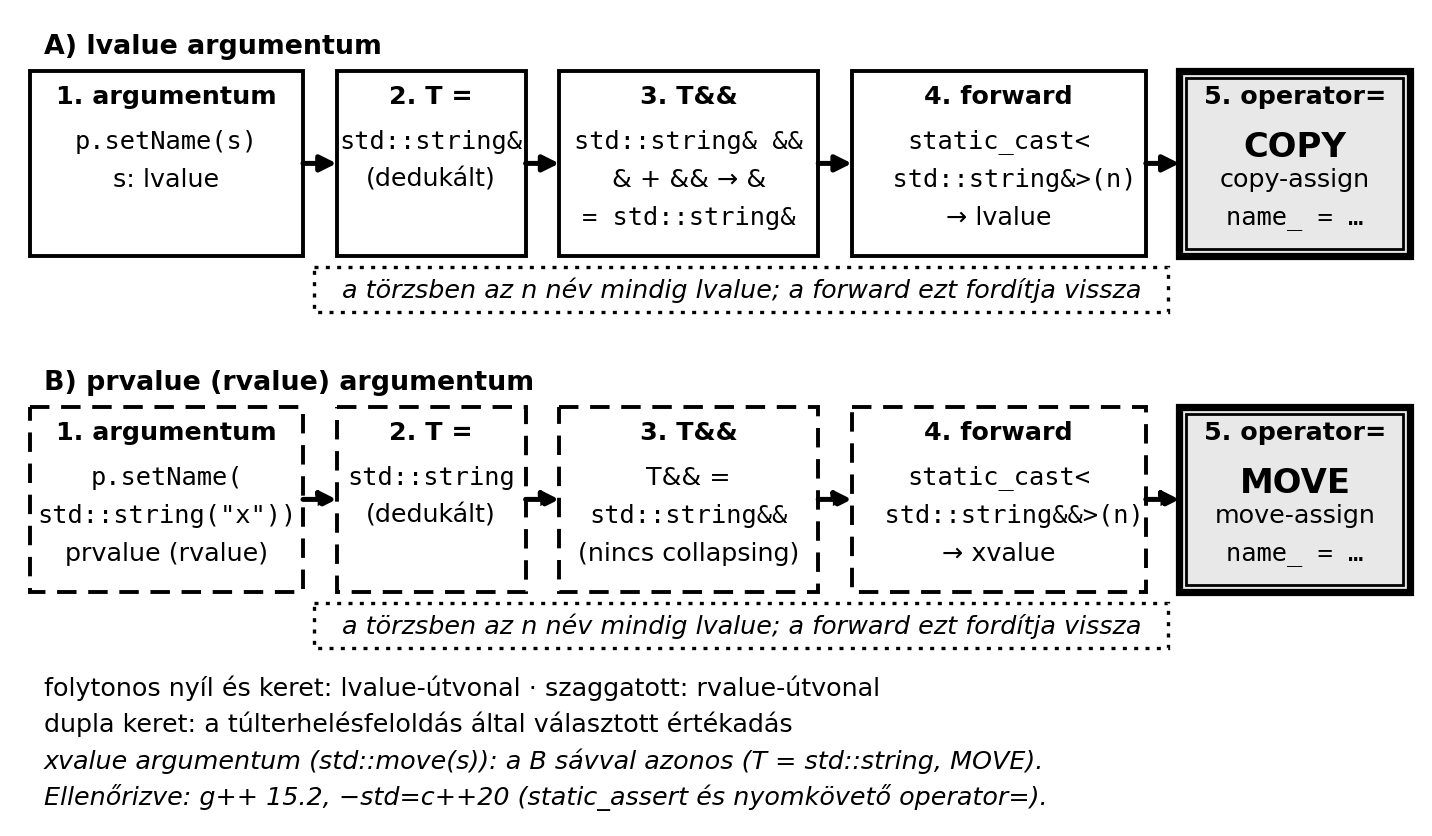 A) lvalue argumentum
1. argumentum
p.setName(s)
s: lvalue
2. T =
std::string&
(dedukált)
3. T&&
std::string& &&
& + && → &
= std::string&
4. forward
static_cast<
std::string&>(n)
→ lvalue
5. operator=
COPY
copy-assign
name_ = …
a törzsben az n név mindig lvalue; a forward ezt fordítja vissza
B) prvalue (rvalue) argumentum
1. argumentum
p.setName(
std::string("x"))
prvalue (rvalue)
2. T =
std::string
(dedukált)
3. T&&
T&& =
std::string&&
(nincs collapsing)
4. forward
static_cast<
std::string&&>(n)
→ xvalue
5. operator=
MOVE
move-assign
name_ = …
a törzsben az n név mindig lvalue; a forward ezt fordítja vissza
folytonos nyíl és keret: lvalue-útvonal · szaggatott: rvalue-útvonal
dupla keret: a túlterhelésfeloldás által választott értékadás
xvalue argumentum (std::move(s)): a B sávval azonos (T = std::string, MOVE).
Ellenőrizve: g++ 15.2, −std=c++20 (static_assert és nyomkövető operator=).